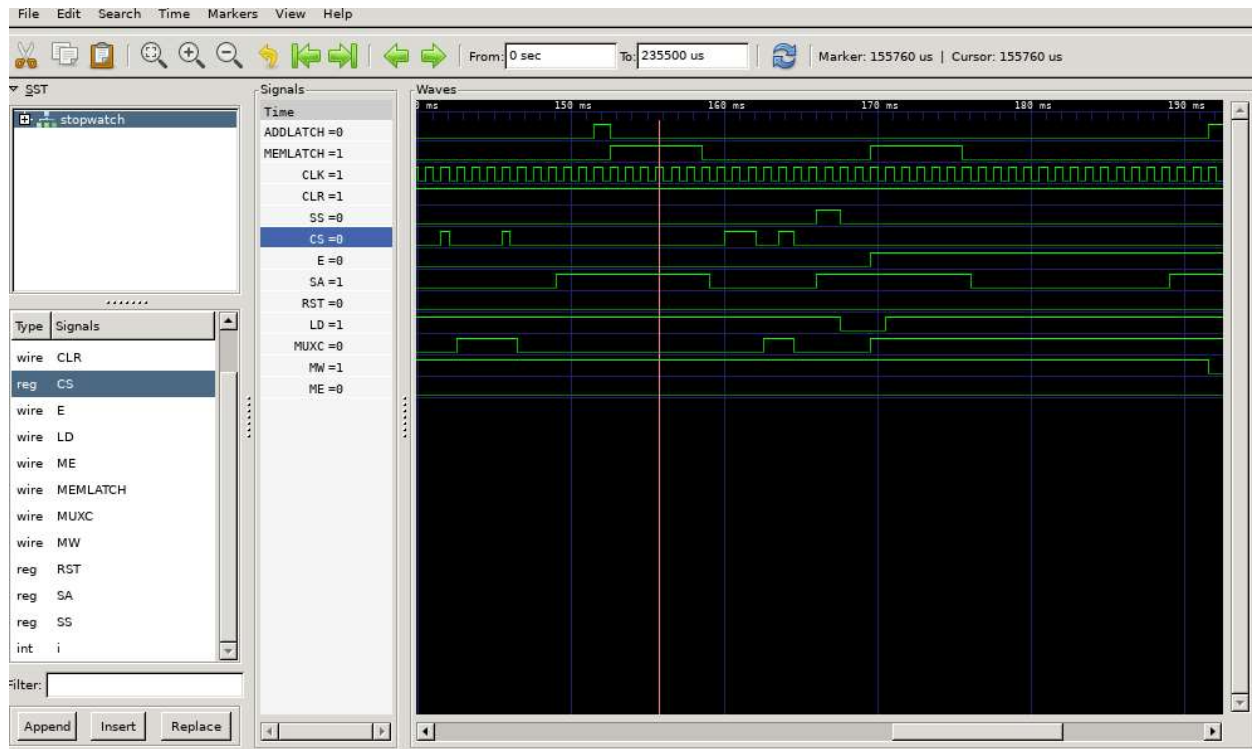 File Edit Search Time Markers View Help
From: 0 sec To: 235500 us Marker: 155760 us | Cursor: 155760 us
SST
stopwatch
Type Signals
wire CLR
reg CS
wire E
wire LD
wire ME
wire MEMLATCH
wire MUXC
wire MW
reg RST
reg SA
reg SS
int i
Filter:
Append Insert Replace
Signals
Time
ADDLATCH =0
MEMLATCH =1
CLK =1
CLR =1
SS =0
CS =0
E =0
SA =1
RST =0
LD =1
MUXC =0
MW =1
ME =0
Waves
ms 150 ms 160 ms 170 ms 180 ms 190 ms